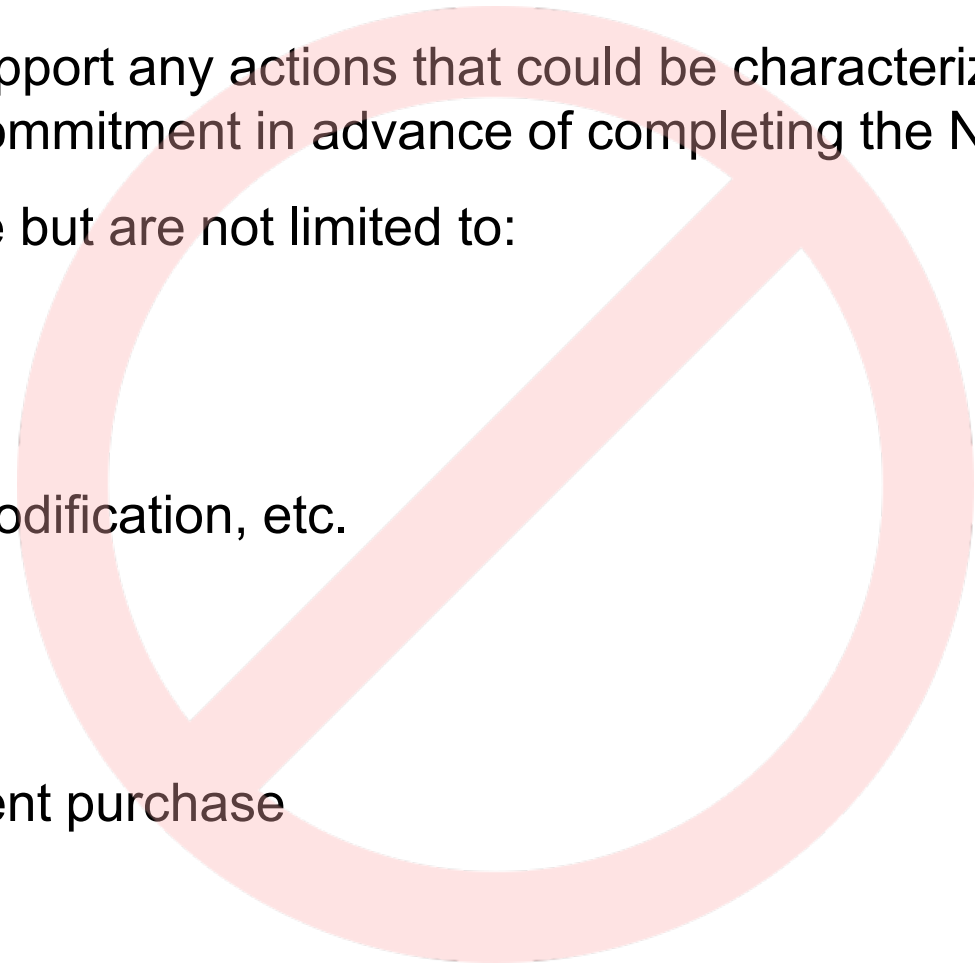 pport any actions that could be characteriz
ommitment in advance of completing the N
e but are not limited to:
odification, etc.
ent purchase